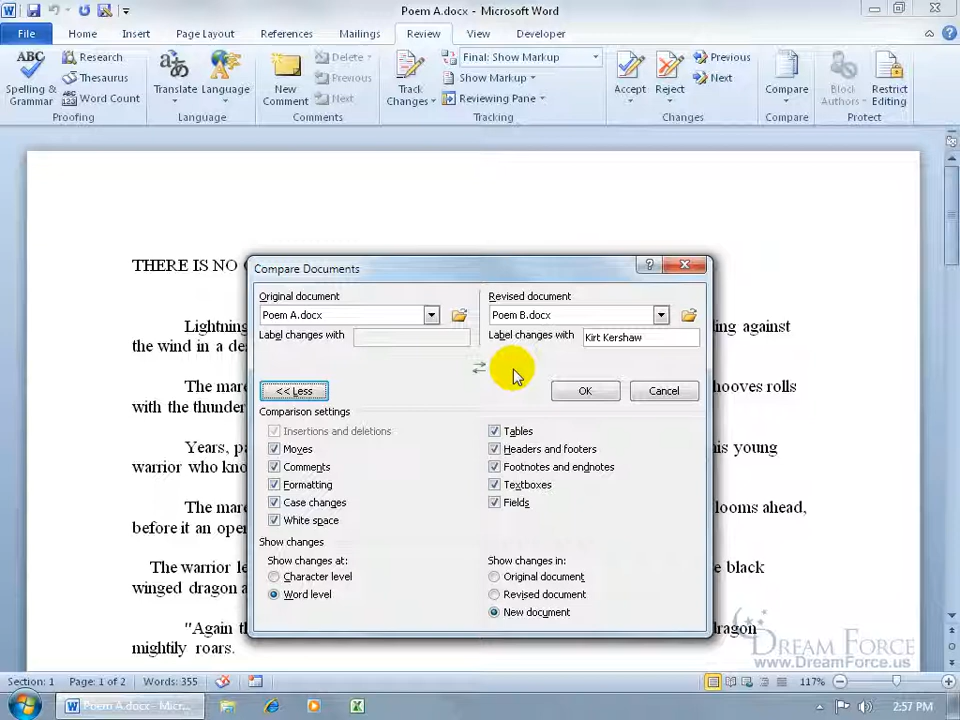 Poem A.docx - Microsoft Word
File Home Insert Page Layout References Mailings Review View Developer
ABC Spelling & Grammar
Research
Thesaurus
123 Word Count
Proofing
Translate
Language
Language
New Comment
Delete
Previous
Next
Comments
Track Changes
Final: Show Markup
Show Markup
Reviewing Pane
Tracking
Accept
Reject
Previous
Next
Changes
Compare
Compare
Block Authors
Restrict Editing
Protect
THERE IS NO
Lightning
ing against
the wind in a de
The mare
hooves rolls
with the thunder
Years, pa
his young
warrior who kno
The mare
looms ahead,
before it an open
The warrior le
e black
winged dragon a
"Again th
dragon
mightily roars.
Compare Documents
Original document
Poem A.docx
Label changes with
Revised document
Poem B.docx
Label changes with Kirt Kershaw
<< Less
OK
Cancel
Comparison settings
Insertions and deletions
Moves
Comments
Formatting
Case changes
White space
Tables
Headers and footers
Footnotes and endnotes
Textboxes
Fields
Show changes
Show changes at:
Character level
Word level
Show changes in:
Original document
Revised document
New document
DREAM FORCE
www.DreamForce.us
Section: 1 Page: 1 of 2 Words: 355
117%
Poem A.docx - Micr...
2:57 PM